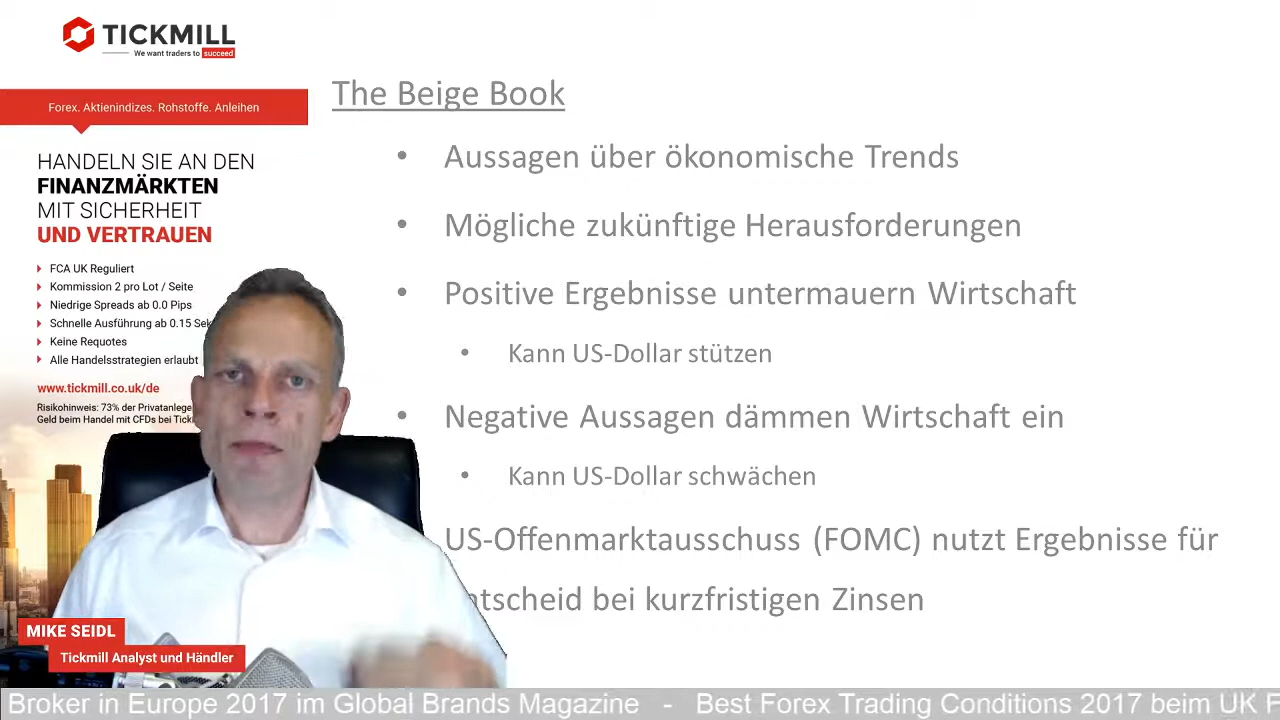 TICKMILL
We want traders to succeed
Forex. Aktienindizes. Rohstoffe. Anleihen
HANDELN SIE AN DEN
FINANZMÄRKTEN
MIT SICHERHEIT
UND VERTRAUEN
FCA UK Reguliert
Kommission 2 pro Lot / Seite
Niedrige Spreads ab 0.0 Pips
Schnelle Ausführung ab 0.15
Keine Requotes
Alle Handelsstrategien erlaubt
www.tickmill.co.uk/de
Risikohinweis: 73% der
Geld beim Handel mit CFDs bei
The Beige Book
• Aussagen über ökonomische Trends
• Mögliche zukünftige Herausforderungen
• Positive Ergebnisse untermauern Wirtschaft
• Kann US-Dollar stützen
• Negative Aussagen dämmen Wirtschaft ein
• Kann US-Dollar schwächen
US-Offenmarktausschuss (FOMC) nutzt Ergebnisse für
bei kurzfristigen Zinsen
MIKE SEIDL
Tickmill Analyst und Händler
Broker in Europe 2017 im Global Brands Magazine - Best Forex Trading Conditions 2017 beim UK